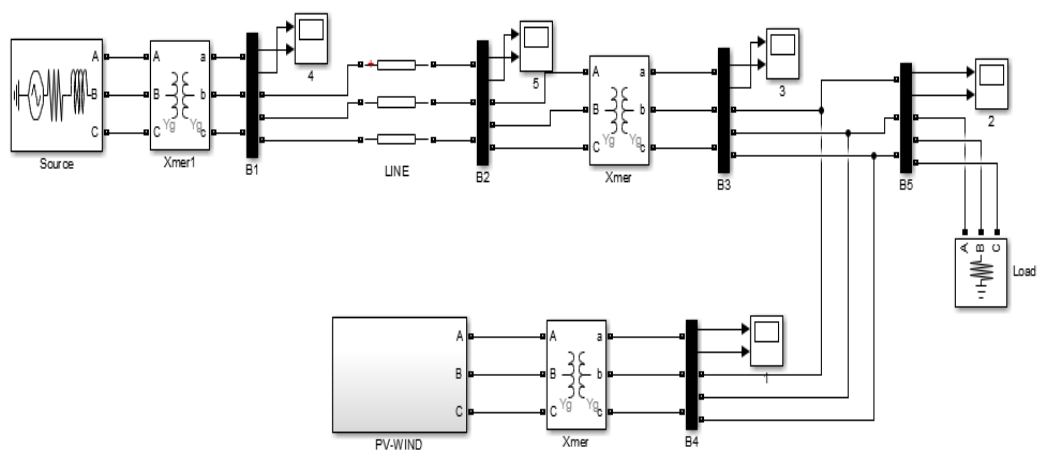 A
B
C
Source
A
B
C
a
b
c
Yg
Yg
Xmer1
B1
4
LINE
B2
5
A
B
C
a
b
c
Yg
Yg
Xmer
B3
3
B5
2
A
B
C
Load
A
B
C
PV-WIND
A
B
C
a
b
c
Yg
Yg
Xmer
B4
1